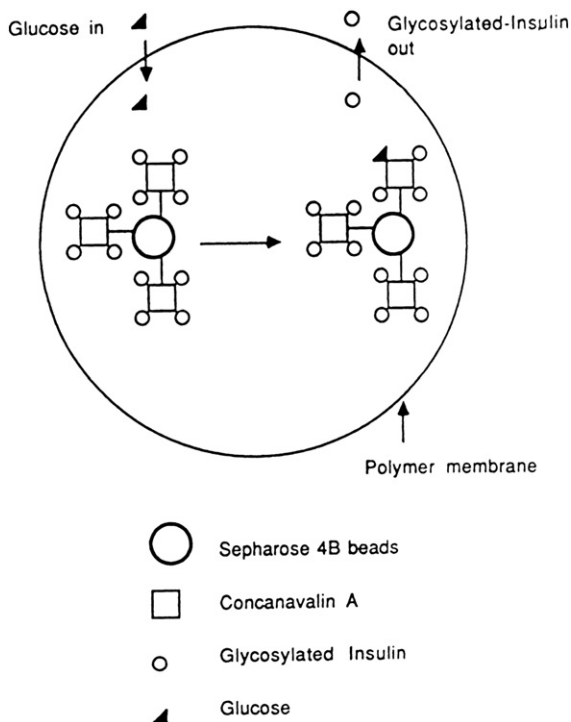 Glucose in
Glycosylated-Insulin
out
Polymer membrane
Sepharose 4B beads
Concanavalin A
Glycosylated Insulin
Glucose